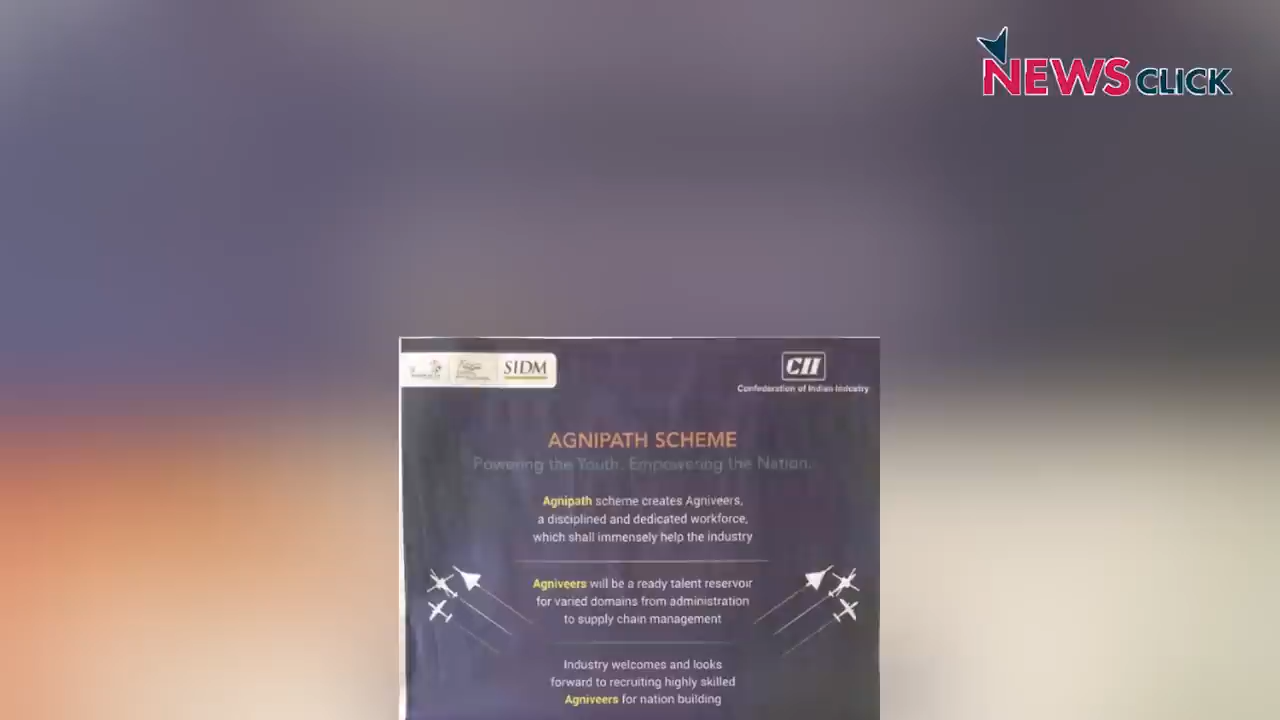 NEWS CLICK
SIDM
CII
Confederation of Indian Industry
AGNIPATH SCHEME
Powering the Youth. Empowering the Nation.
Agnipath scheme creates Agniveers,
a disciplined and dedicated workforce,
which shall immensely help the industry
Agniveers will be a ready talent reservoir
for varied domains from administration
to supply chain management
Industry welcomes and looks
forward to recruiting highly skilled
Agniveers for nation building